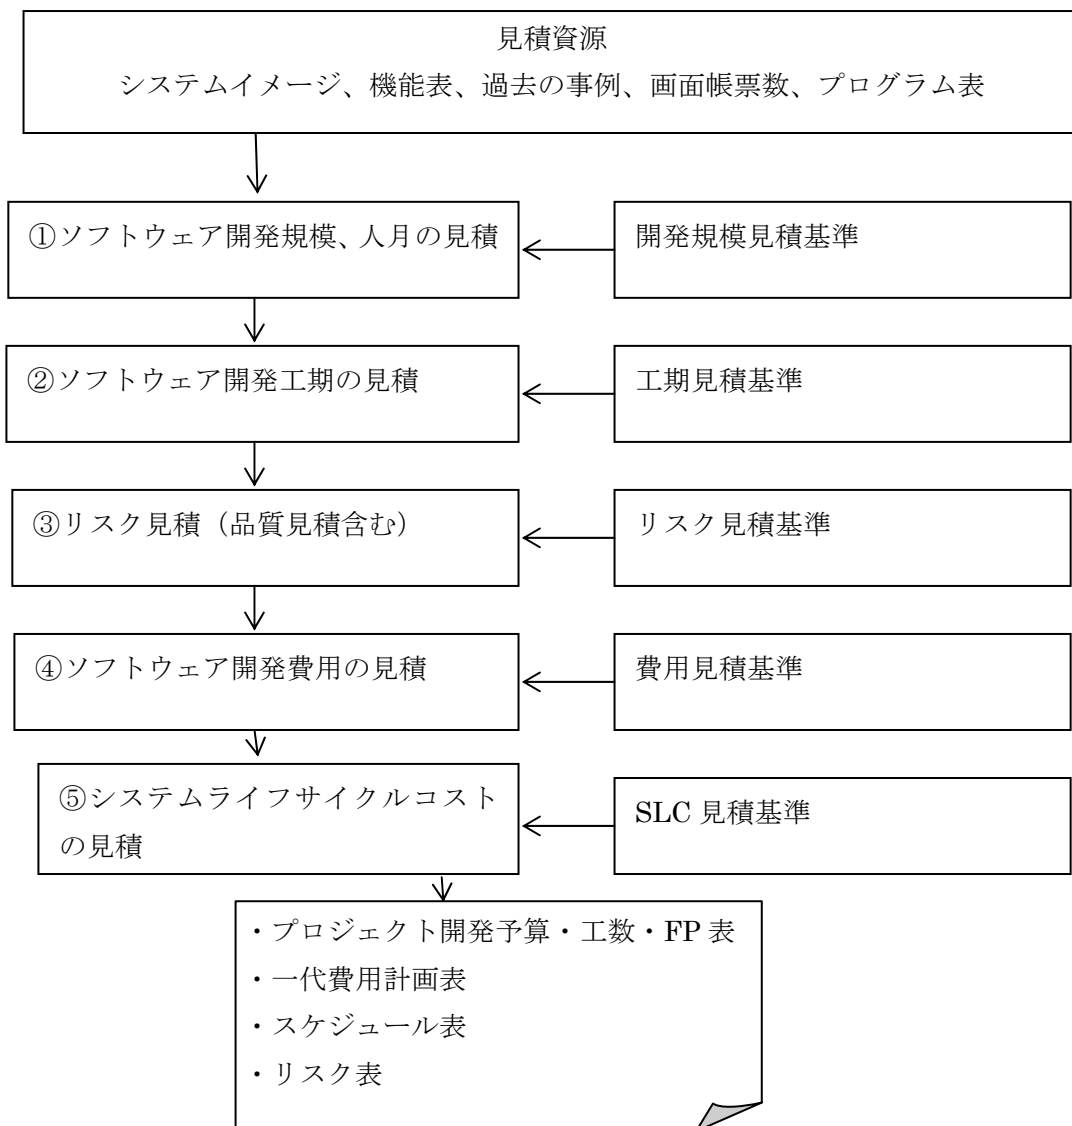 見積資源
システムイメージ、機能表、過去の事例、画面帳票数、プログラム表
①ソフトウェア開発規模、人月の見積
開発規模見積基準
②ソフトウェア開発工期の見積
工期見積基準
③リスク見積（品質見積含む）
リスク見積基準
④ソフトウェア開発費用の見積
費用見積基準
⑤システムライフサイクルコスト
の見積
SLC 見積基準
・プロジェクト開発予算・工数・FP 表
・一代費用計画表
・スケジュール表
・リスク表